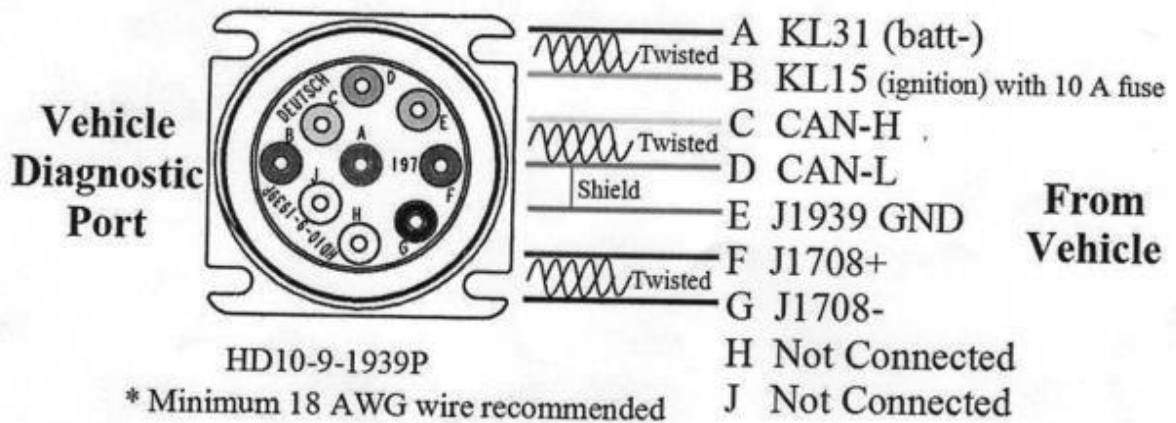 Vehicle
Diagnostic
Port
DEUTSCH
A
B
C
D
E
F
G
H
J
197
HD10-9-1939P
Twisted
Twisted
Shield
Twisted
A KL31 (batt-)
B KL15 (ignition) with 10 A fuse
C CAN-H
D CAN-L
E J1939 GND
F J1708+
G J1708-
H Not Connected
J Not Connected
From
Vehicle
HD10-9-1939P
* Minimum 18 AWG wire recommended